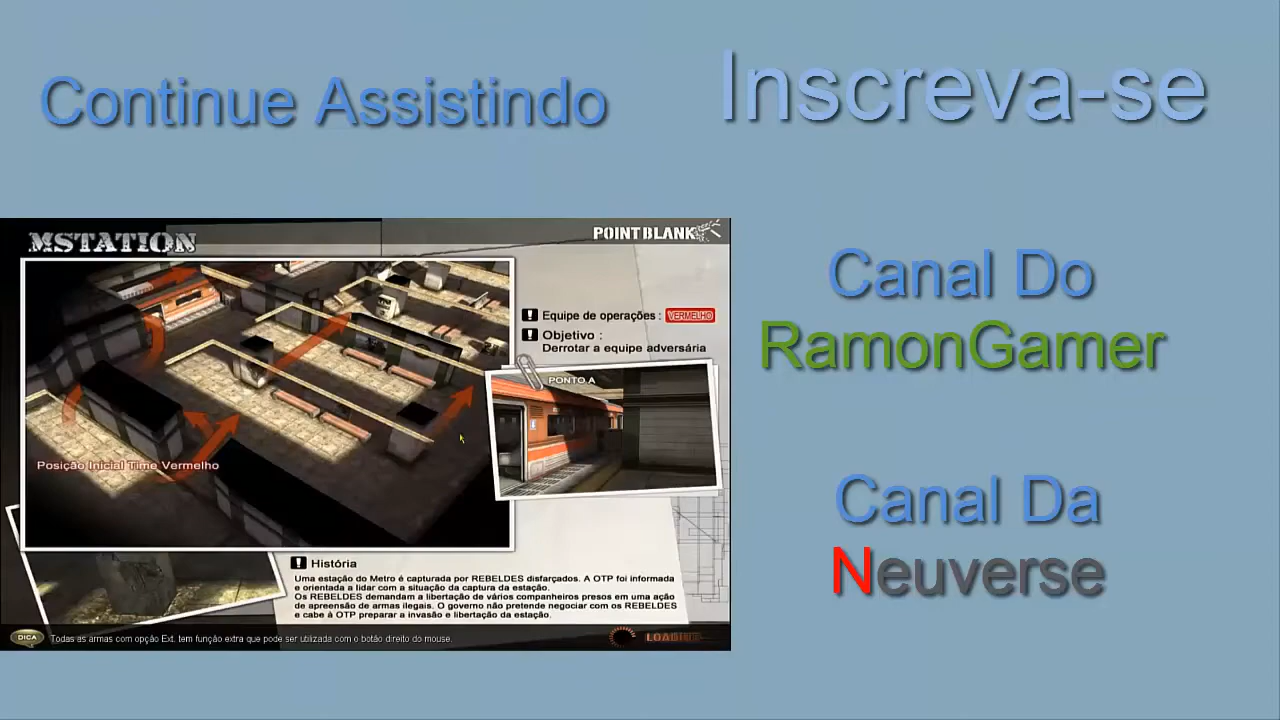 Continue Assistindo
Inscreva-se
MSTATION
POINT BLANK
Equipe de operações : VERMELHO
Objetivo :
Derrotar a equipe adversária
PONTO A
Posição Inicial Time Vermelho
História
Uma estação do Metro é capturada por REBELDES disfarçados. A OTP foi informada
e orientada a lidar com a situação da captura da estação.
Os REBELDES demandam a libertação de vários companheiros presos em uma ação
de apreensão de armas ilegais. O governo não pretende negociar com os REBELDES
e cabe à OTP preparar a invasão e libertação da estação.
DICA Todas as armas com opção Ext. tem função extra que pode ser utilizada com o botão direito do mouse.
Canal Do
RamonGamer
Canal Da
Neuverse